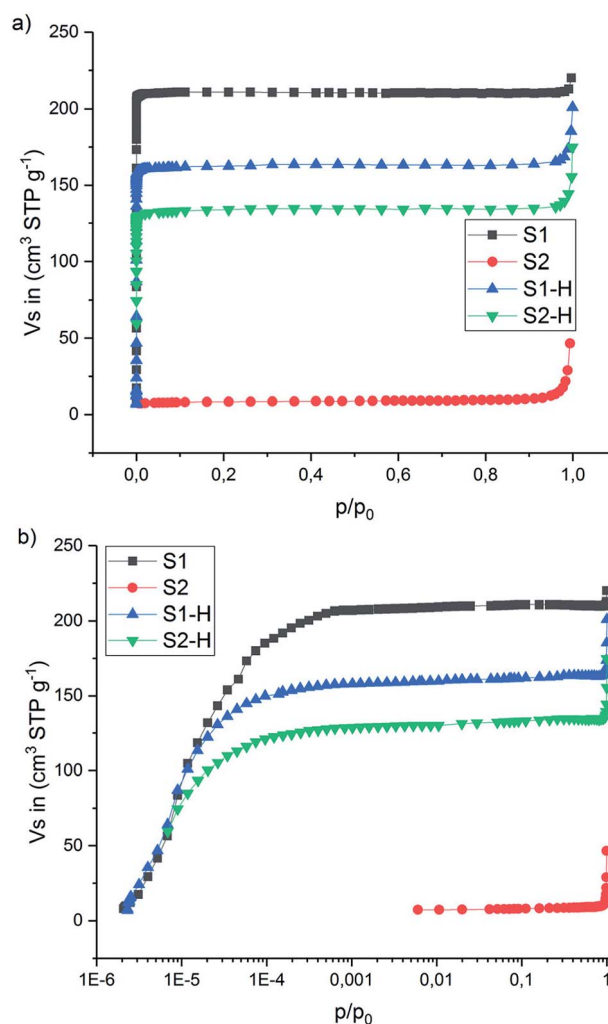 a)
250
200
150
100
50
0
Vs in (cm³ STP g⁻¹)
S1
S2
S1-H
S2-H
0,0 0,2 0,4 0,6 0,8 1,0
p/p₀
b)
250
200
150
100
50
0
Vs in (cm³ STP g⁻¹)
S1
S2
S1-H
S2-H
1E-6 1E-5 1E-4 0,001 0,01 0,1 1
p/p₀